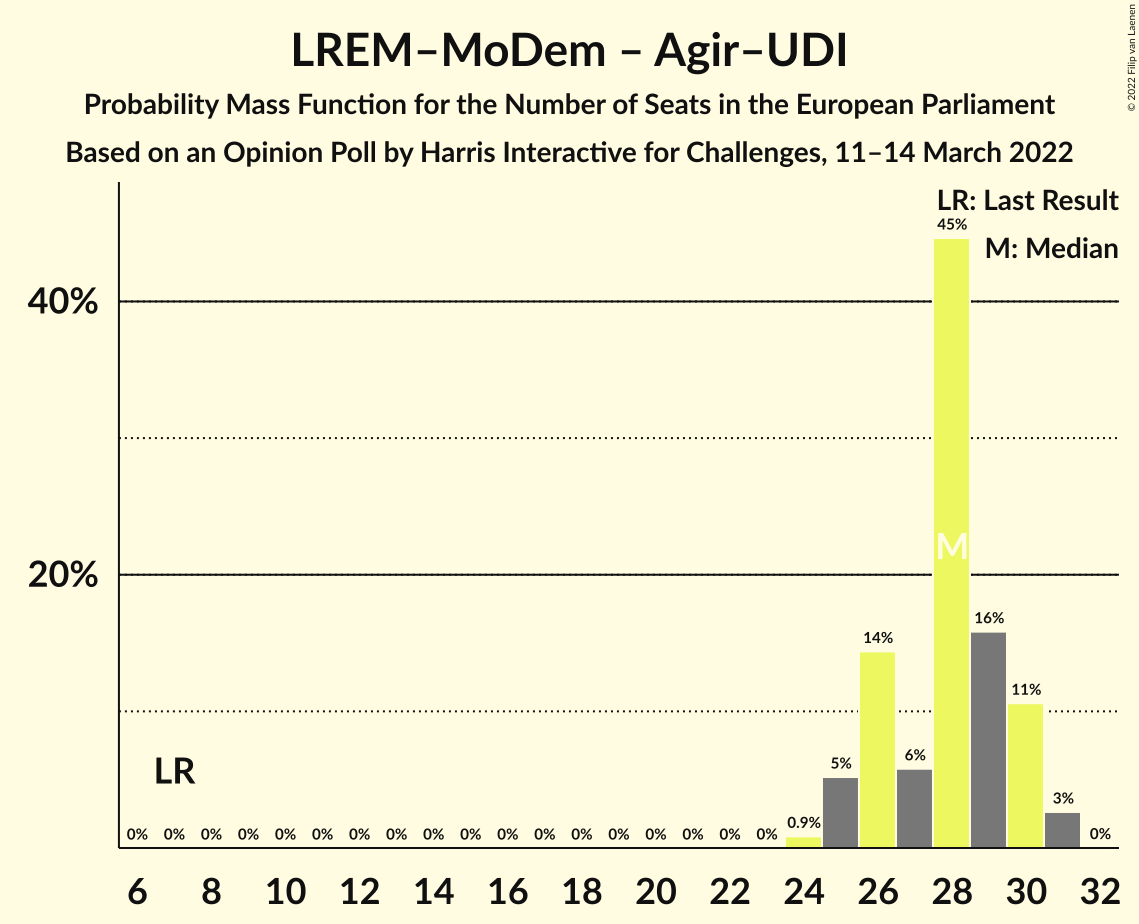 LREM–MoDem – Agir–UDI
Probability Mass Function for the Number of Seats in the European Parliament
Based on an Opinion Poll by Harris Interactive for Challenges, 11–14 March 2022
© 2022 Filip van Laenen
LR: Last Result
M: Median
45%
40%
M
20%
16%
14%
11%
LR
6%
5%
3%
0% 0% 0% 0% 0% 0% 0% 0% 0% 0% 0% 0% 0% 0% 0% 0% 0% 0% 0.9% 0%
6 8 10 12 14 16 18 20 22 24 26 28 30 32